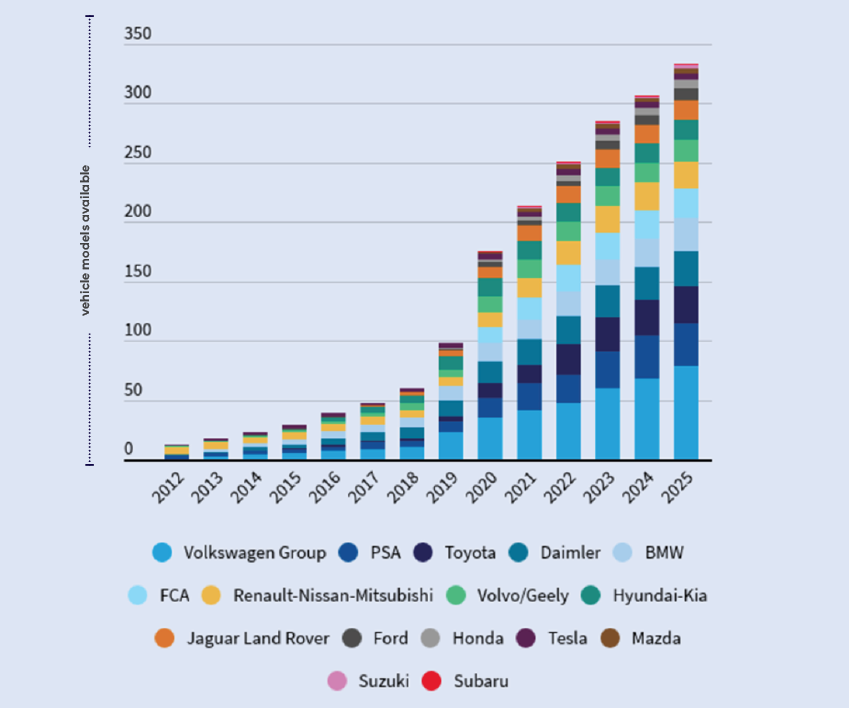 350
300
250
200
150
100
50
0
vehicle models available
2012 2013 2014 2015 2016 2017 2018 2019 2020 2021 2022 2023 2024 2025
Volkswagen Group PSA Toyota Daimler BMW
FCA Renault-Nissan-Mitsubishi Volvo/Geely Hyundai-Kia
Jaguar Land Rover Ford Honda Tesla Mazda
Suzuki Subaru